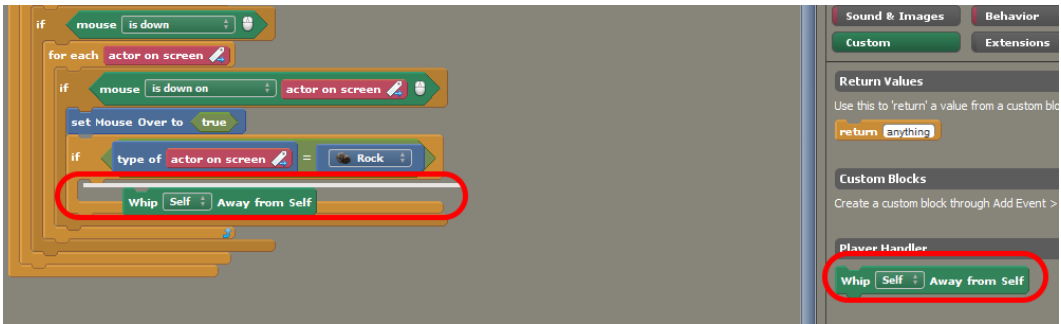 if mouse is down
for each actor on screen
if mouse is down on actor on screen
set Mouse Over to true
if type of actor on screen = Rock
Whip Self Away from Self
Sound & Images Behavior
Custom Extensions
Return Values
Use this to 'return' a value from a custom blo
return anything
Custom Blocks
Create a custom block through Add Event >
Player Handler
Whip Self Away from Self